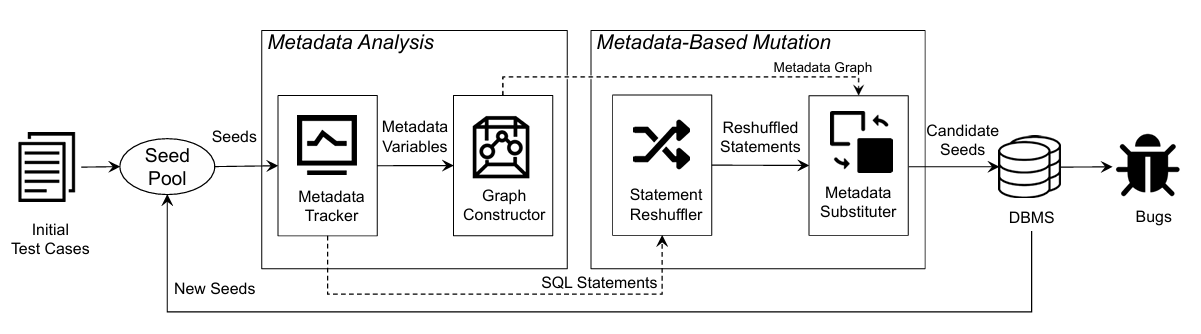 Metadata Analysis
Metadata-Based Mutation
Metadata Graph
Initial
Test Cases
Seed
Pool
Seeds
Metadata
Tracker
Metadata
Variables
Graph
Constructor
Statement
Reshuffler
Reshuffled
Statements
Metadata
Substituter
Candidate
Seeds
DBMS
Bugs
SQL Statements
New Seeds